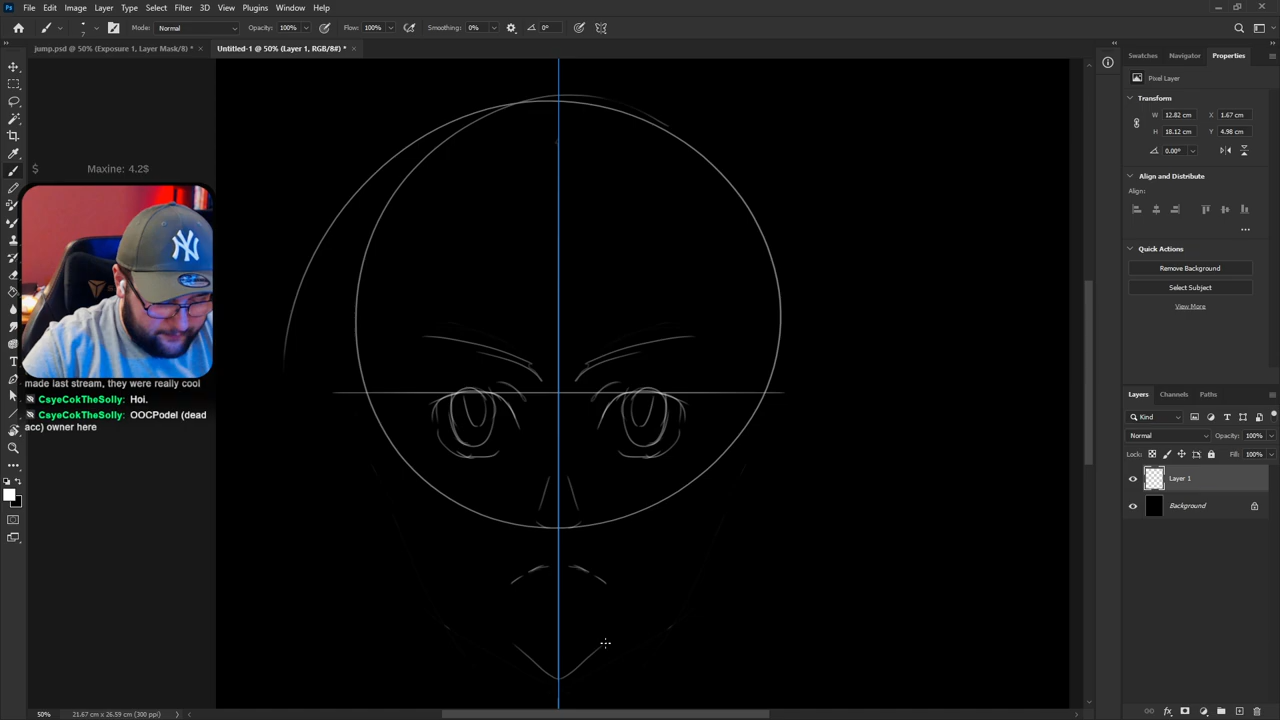 File Edit Image Layer Type Select Filter 3D View Plugins Window Help
7 Mode: Normal Opacity: 100% Flow: 100% Smoothing: 0% 0°
jump.psd @ 50% (Exposure 1, Layer Mask/8) * × Untitled-1 @ 50% (Layer 1, RGB/8#) * ×
Swatches Navigator Properties
Pixel Layer
Transform
W 12.82 cm X 1.67 cm
H 18.12 cm Y 4.98 cm
0.00°
Align and Distribute
Align:
Quick Actions
Remove Background
Select Subject
View More
$ Maxine: 4.2$
NY
made last stream, they were really cool
CsyeCokTheSolly: Hoi.
CsyeCokTheSolly: OOCPodel (dead
acc) owner here
Layers Channels Paths
Kind
Normal Opacity: 100%
Lock: Fill: 100%
Layer 1
Background
50% 21.67 cm x 26.59 cm (300 ppi)